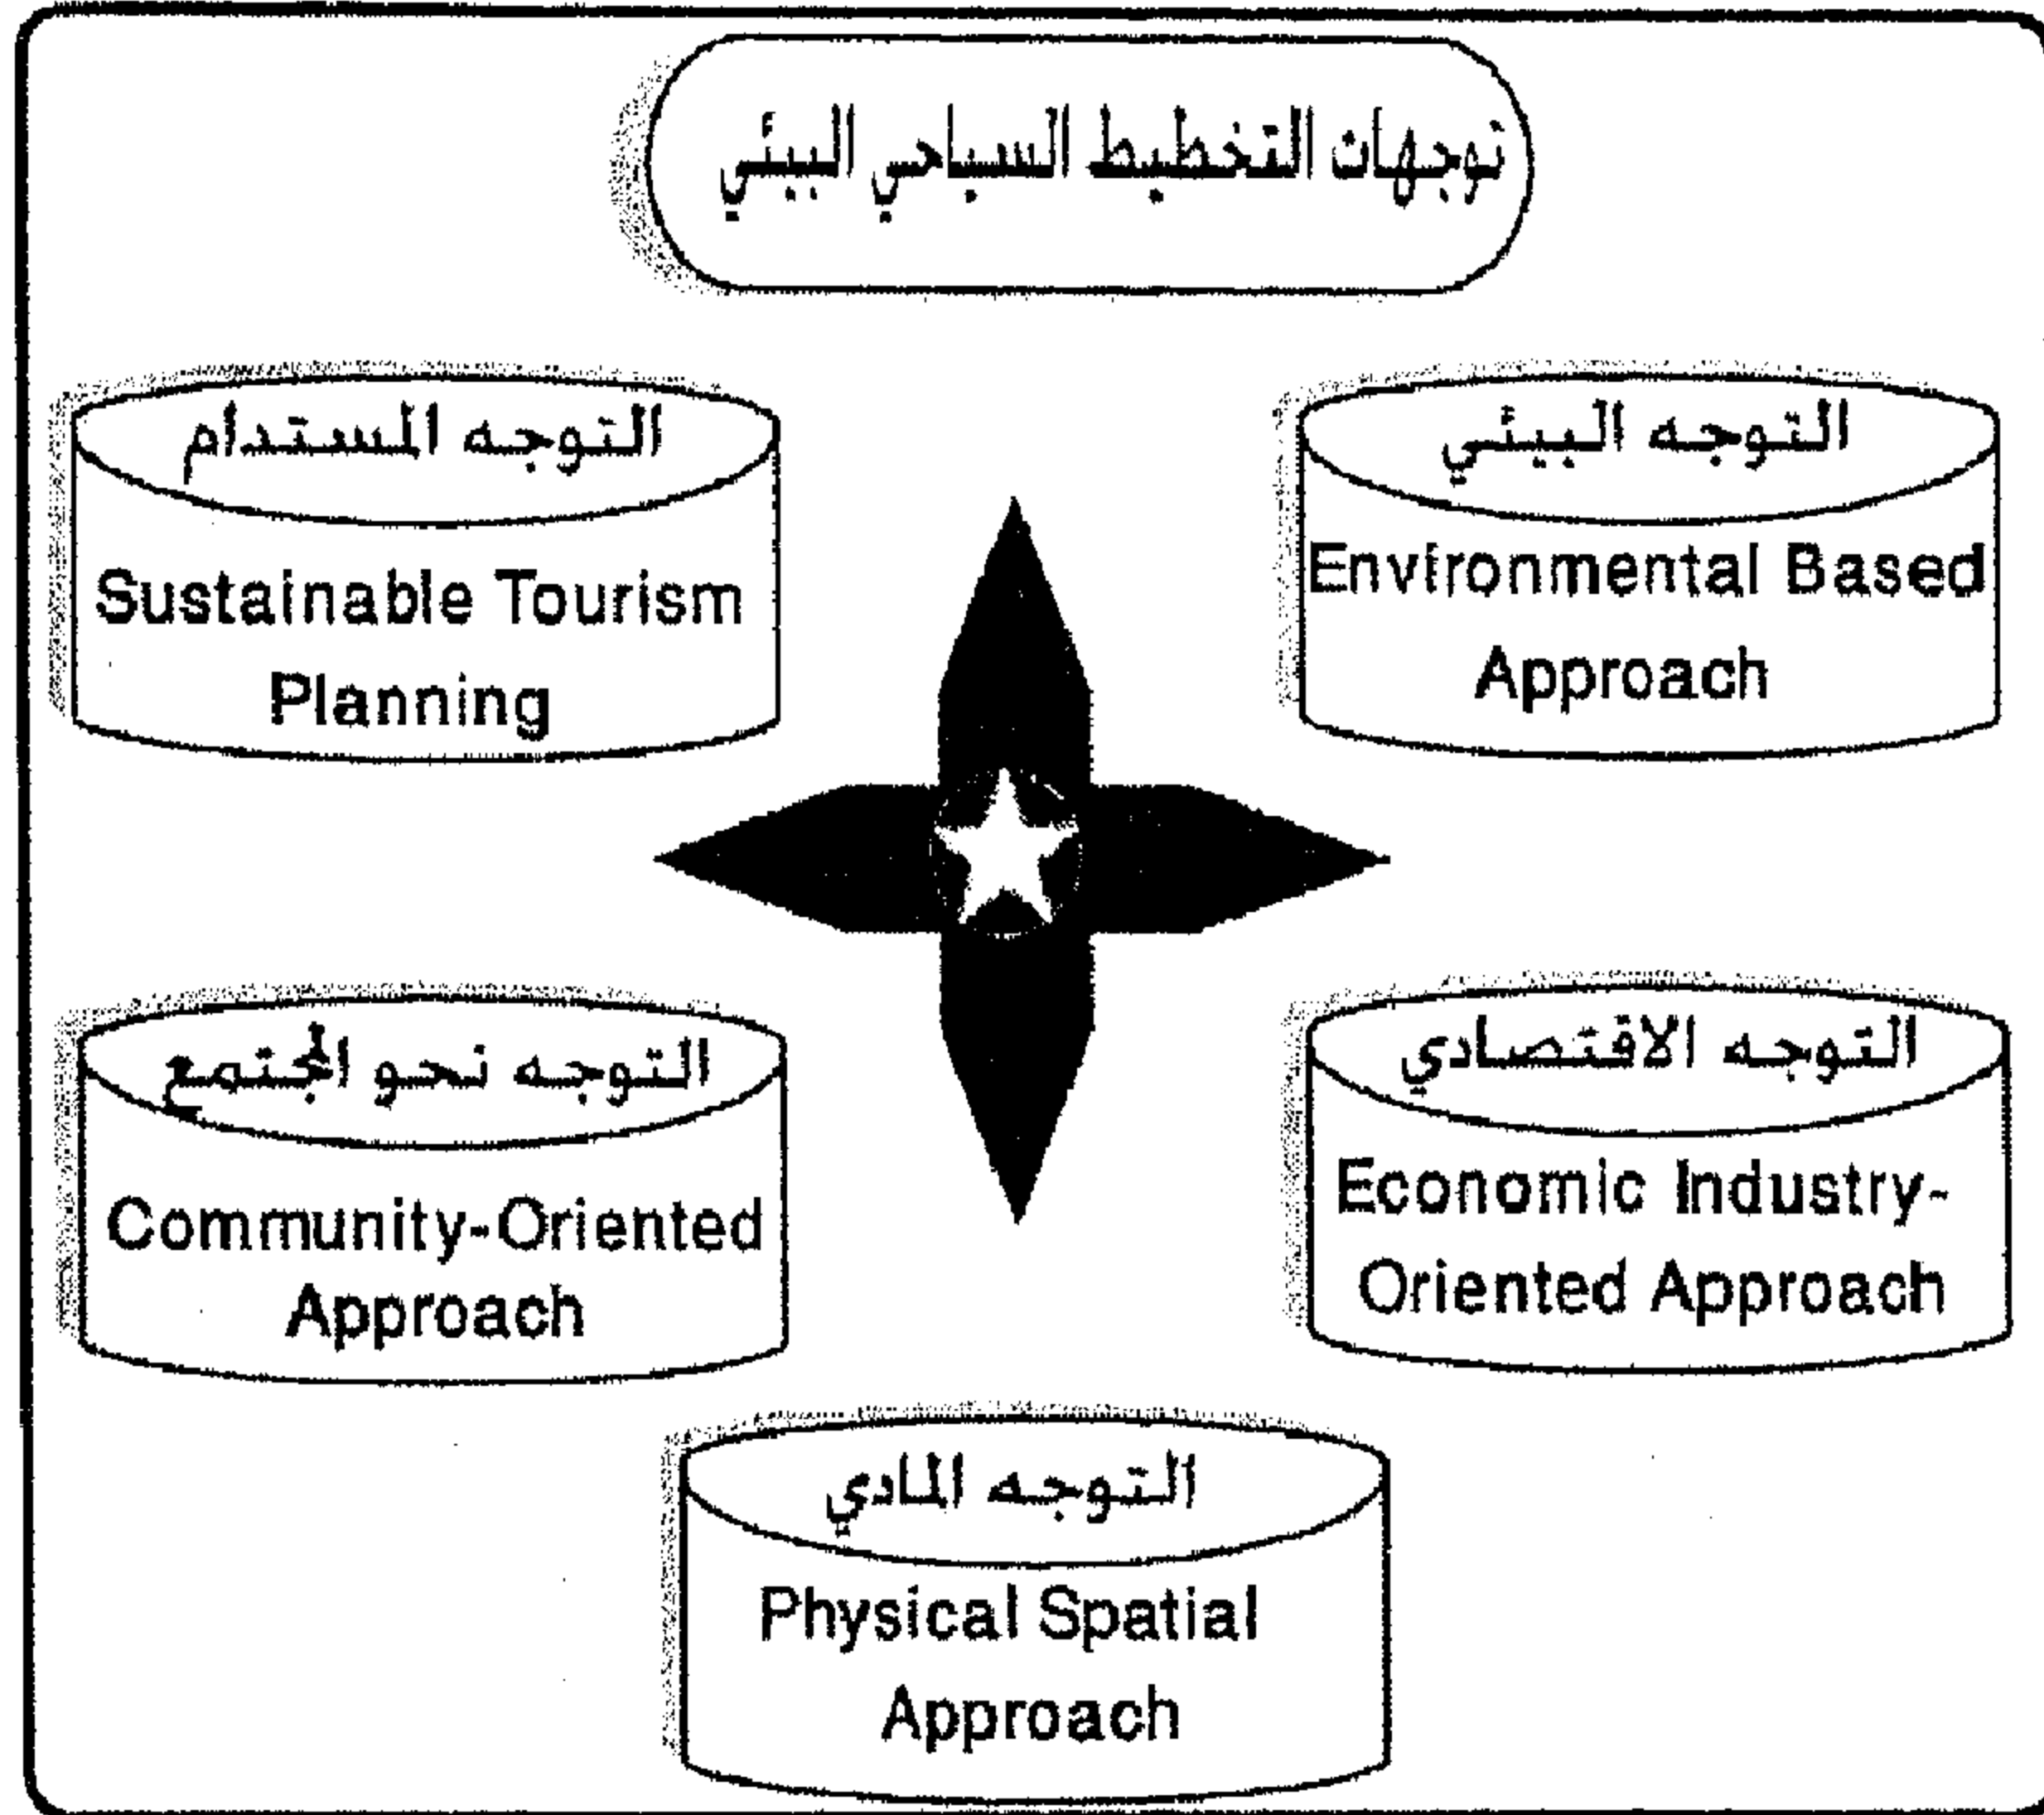 توجهات التخطيط السياحي البيئي
التوجه البيئي
Environmental Based
Approach
التوجه المستدام
Sustainable Tourism
Planning
التوجه الاقتصادي
Economic Industry-
Oriented Approach
التوجه نحو المجتمع
Community-Oriented
Approach
التوجه المادي
Physical Spatial
Approach